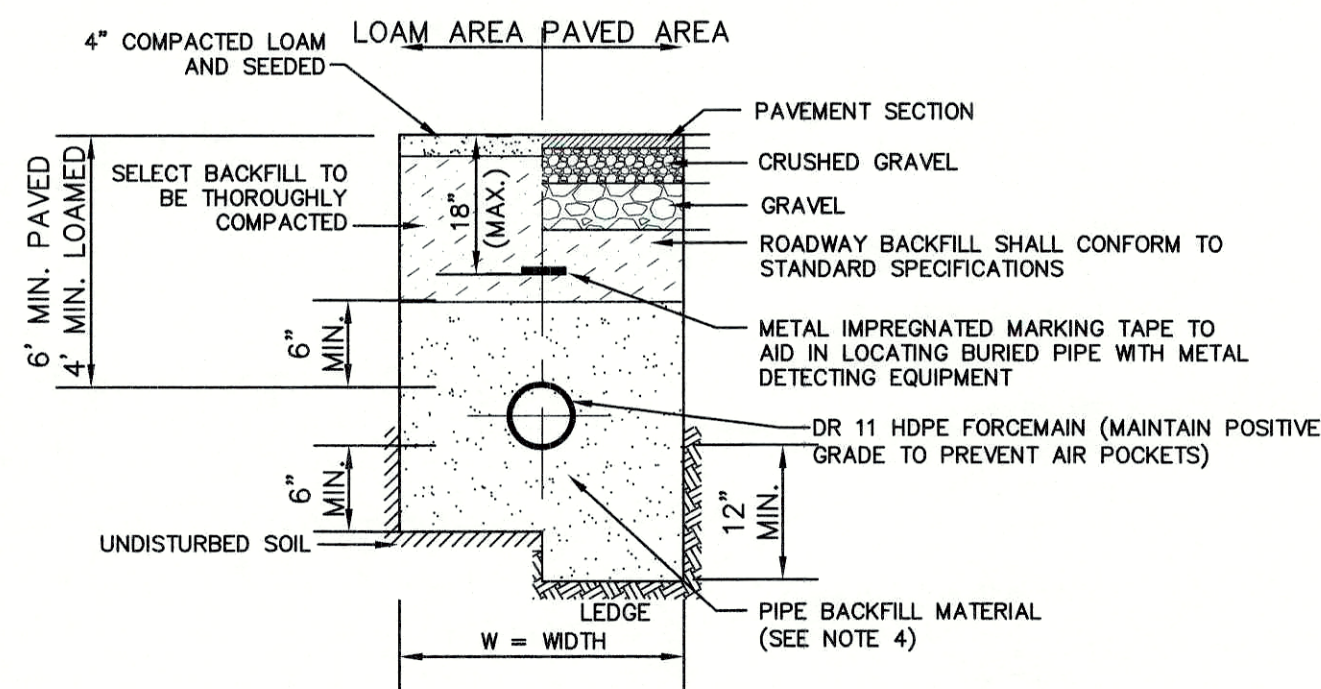 LOAM AREA
PAVED AREA
4" COMPACTED LOAM
AND SEEDED
6' MIN. PAVED
4' MIN. LOAMED
SELECT BACKFILL TO
BE THOROUGHLY
COMPACTED
18"
(MAX.)
PAVEMENT SECTION
CRUSHED GRAVEL
GRAVEL
ROADWAY BACKFILL SHALL CONFORM TO
STANDARD SPECIFICATIONS
6"
MIN.
METAL IMPREGNATED MARKING TAPE TO
AID IN LOCATING BURIED PIPE WITH METAL
DETECTING EQUIPMENT
DR 11 HDPE FORCEMAIN (MAINTAIN POSITIVE
GRADE TO PREVENT AIR POCKETS)
6"
MIN.
12"
MIN.
UNDISTURBED SOIL
LEDGE
PIPE BACKFILL MATERIAL
(SEE NOTE 4)
W = WIDTH